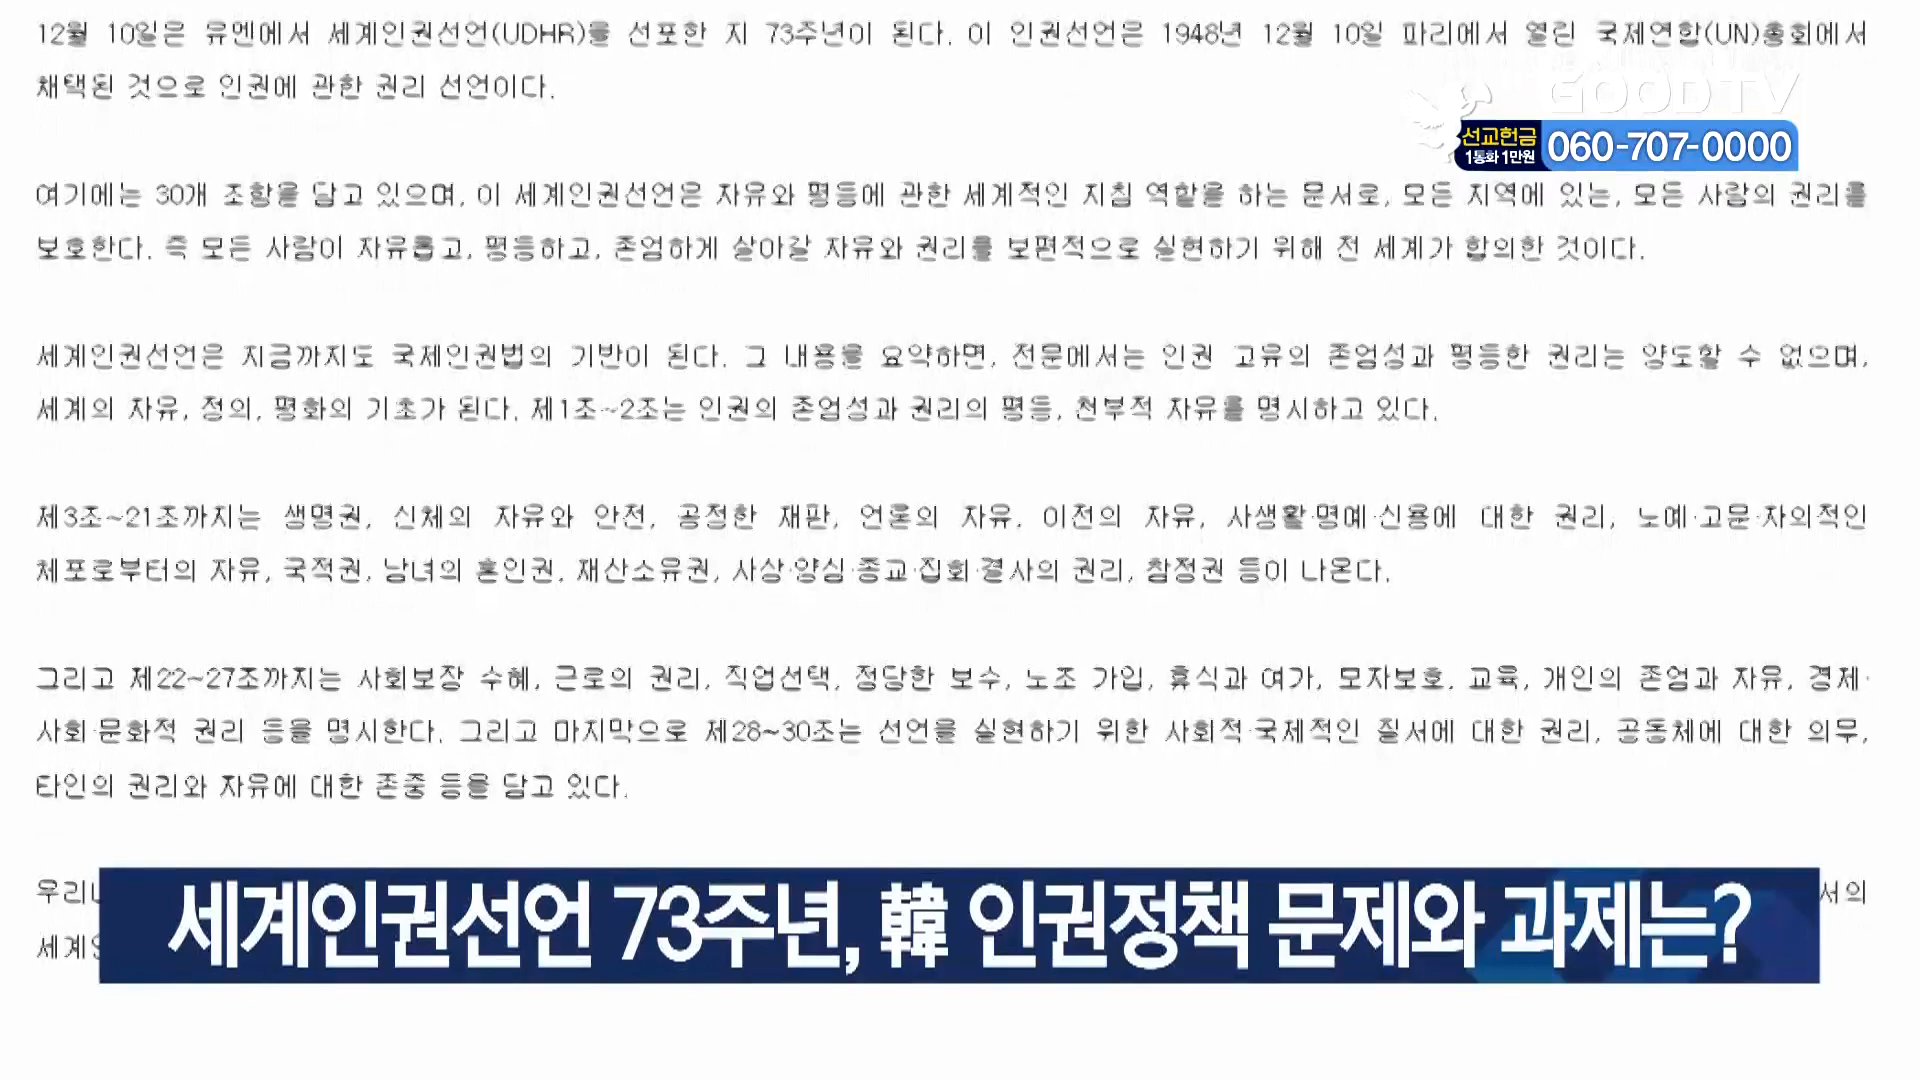 12월 10일은 유엔에서 세계인권선언(UDHR)를 선포한 지 73주년이 된다. 이 인권선언은 1948년 12월 10일 파리에서 열린 국제연합(UN)총회에서
채택된 것으로 인권에 관한 권리 선언이다.
GOODTV
선교헌금
1통화 1만원
060-707-0000
여기에는 30개 조항을 담고 있으며, 이 세계인권선언은 자유와 평등에 관한 세계적인 지침 역할을 하는 문서로, 모든 지역에 있는, 모든 사람의 권리를
보호한다. 즉 모든 사람이 자유롭고, 평등하고, 존엄하게 살아갈 자유와 권리를 보편적으로 실현하기 위해 전 세계가 합의한 것이다.
세계인권선언은 지금까지도 국제인권법의 기반이 된다. 그 내용을 요약하면, 전문에서는 인권 고유의 존엄성과 평등한 권리는 양도할 수 없으며,
세계의 자유, 정의, 평화의 기초가 된다. 제1조~2조는 인권의 존엄성과 권리의 평등, 천부적 자유를 명시하고 있다.
제3조~21조까지는 생명권, 신체의 자유와 안전, 공정한 재판, 언론의 자유, 이전의 자유, 사생활·명예·신용에 대한 권리, 노예·고문·자의적인
체포로부터의 자유, 국적권, 남녀의 혼인권, 재산소유권, 사상·양심·종교·집회·결사의 권리, 참정권 등이 나온다.
그리고 제22~27조까지는 사회보장 수혜, 근로의 권리, 직업선택, 정당한 보수, 노조 가입, 휴식과 여가, 모자보호, 교육, 개인의 존엄과 자유, 경제·
사회·문화적 권리 등을 명시한다. 그리고 마지막으로 제28~30조는 선언을 실현하기 위한 사회적·국제적인 질서에 대한 권리, 공동체에 대한 의무,
타인의 권리와 자유에 대한 존중 등을 담고 있다.
우리 서의
세계
세계인권선언 73주년, 韓 인권정책 문제와 과제는?